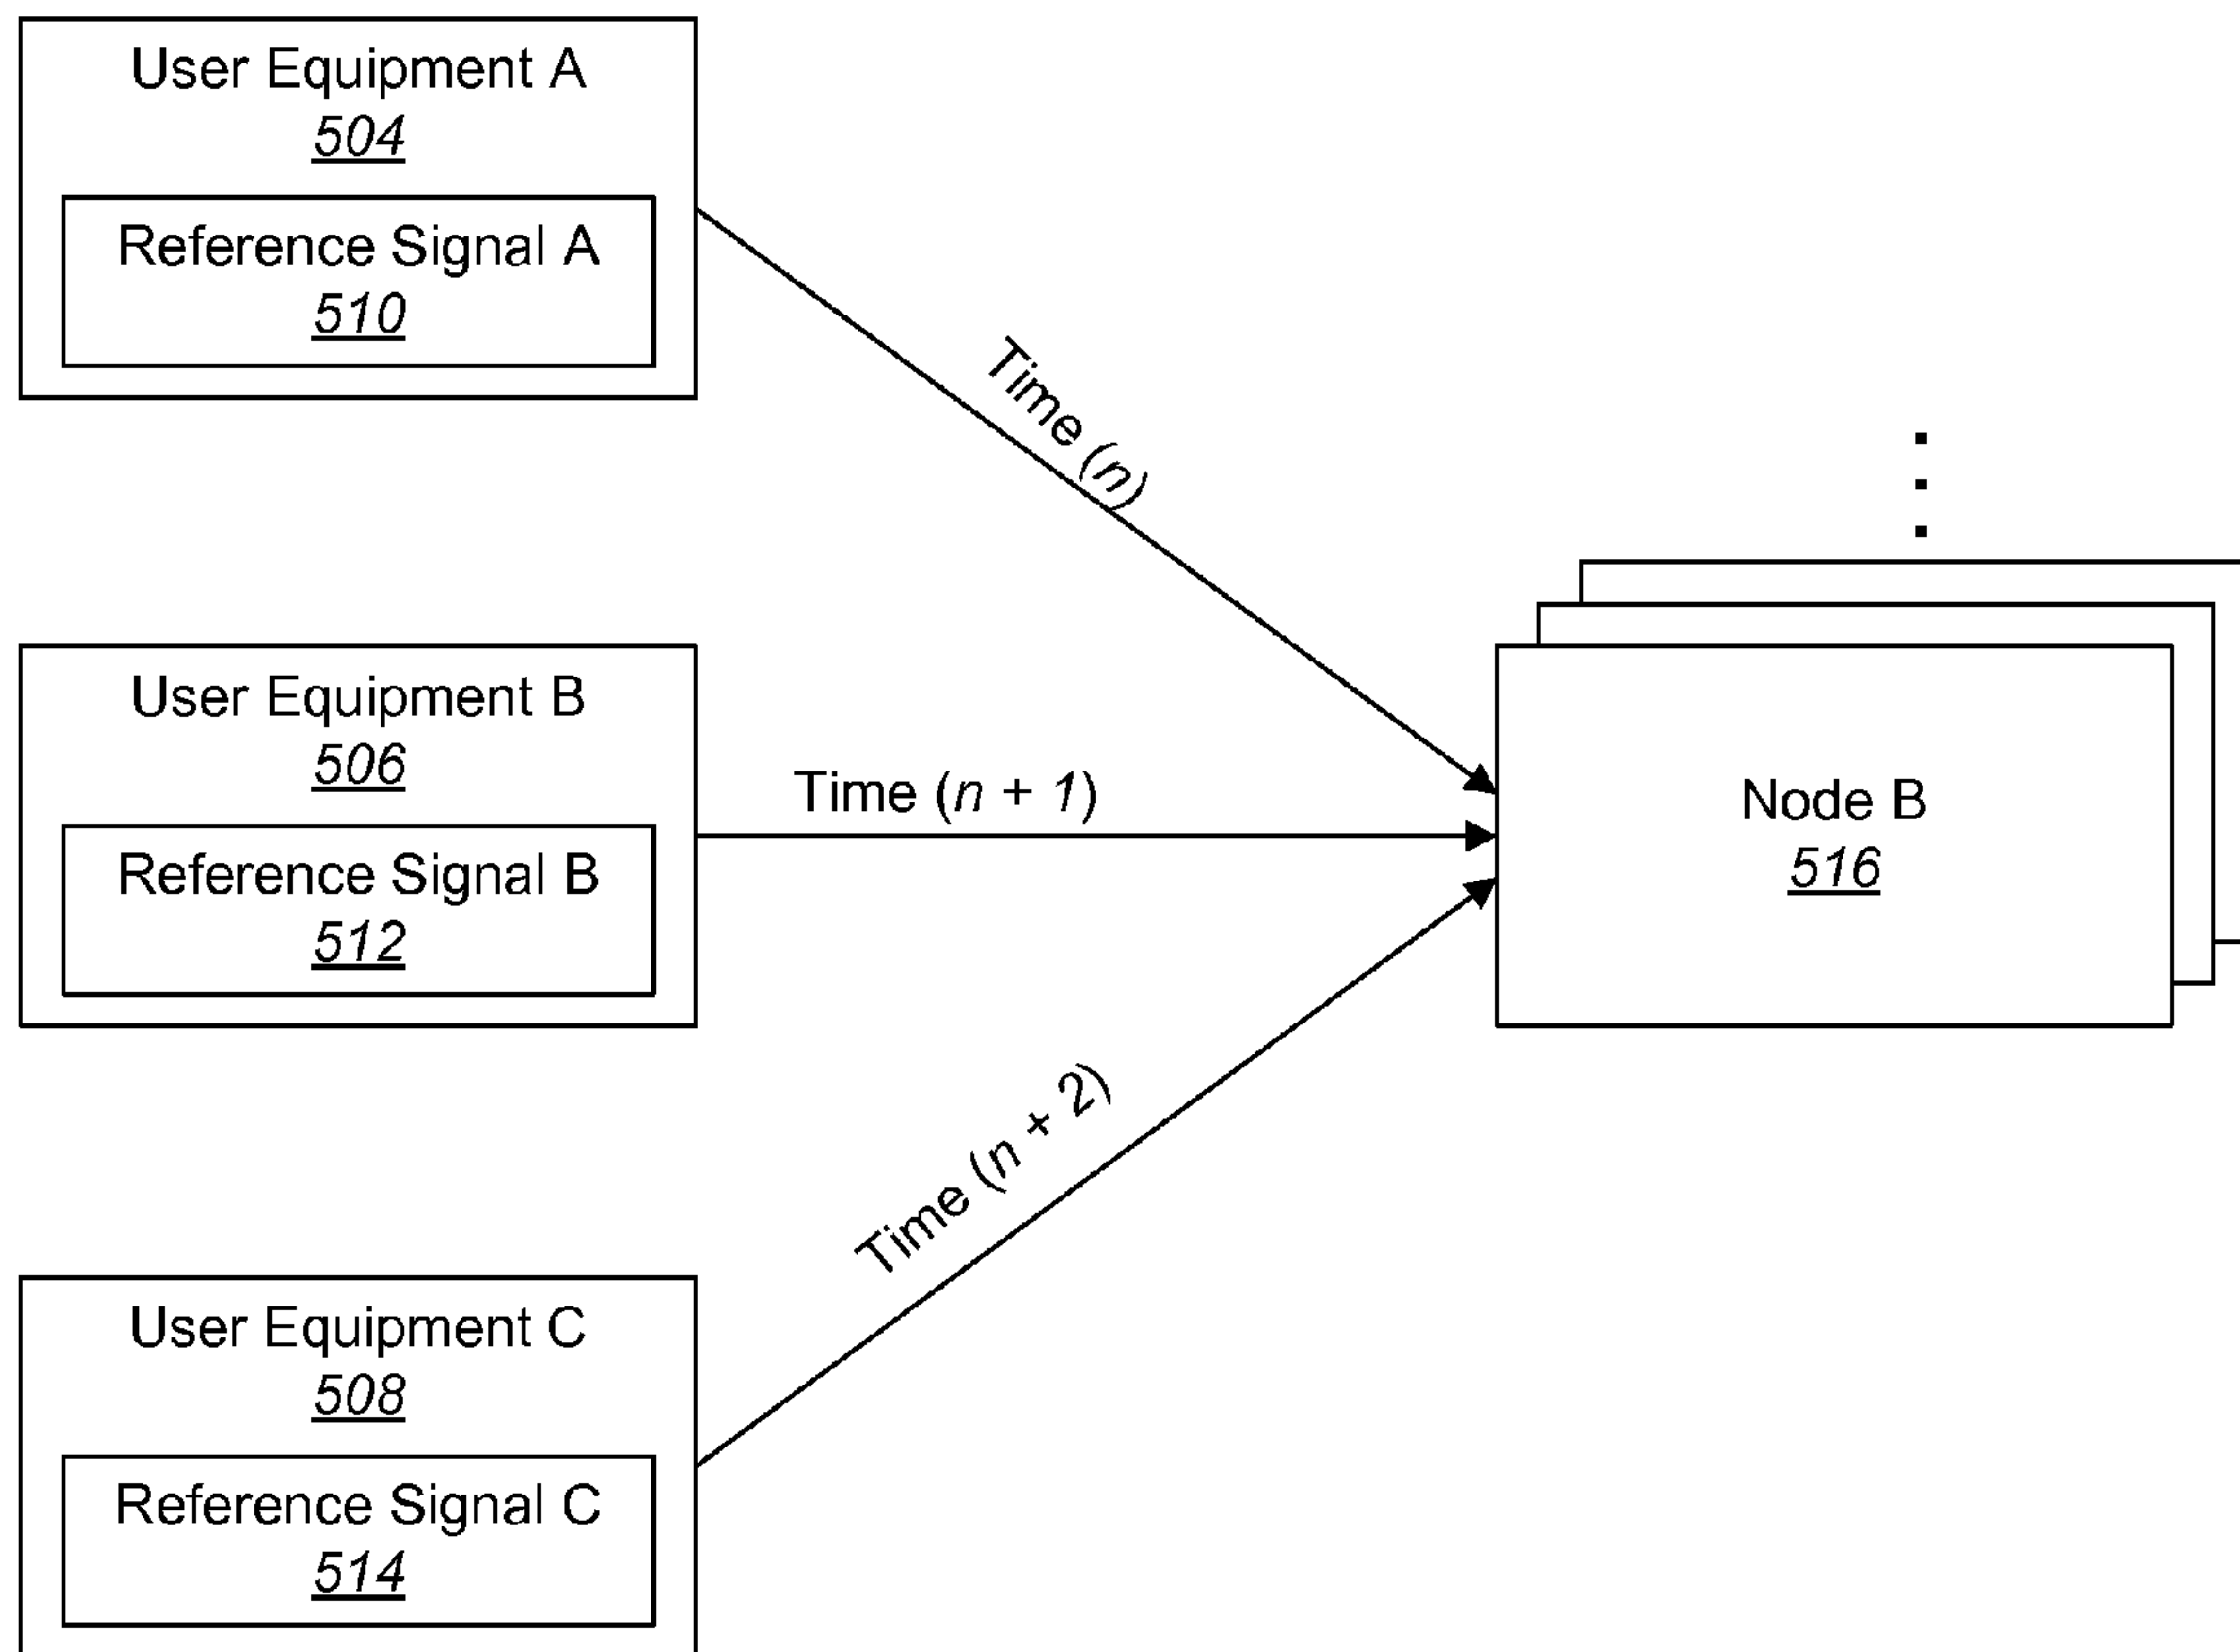 User Equipment A
504
Reference Signal A
510
Time (n)
User Equipment B
506
Reference Signal B
512
Time (n + 1)
Node B
516
User Equipment C
508
Reference Signal C
514
Time (n + 2)